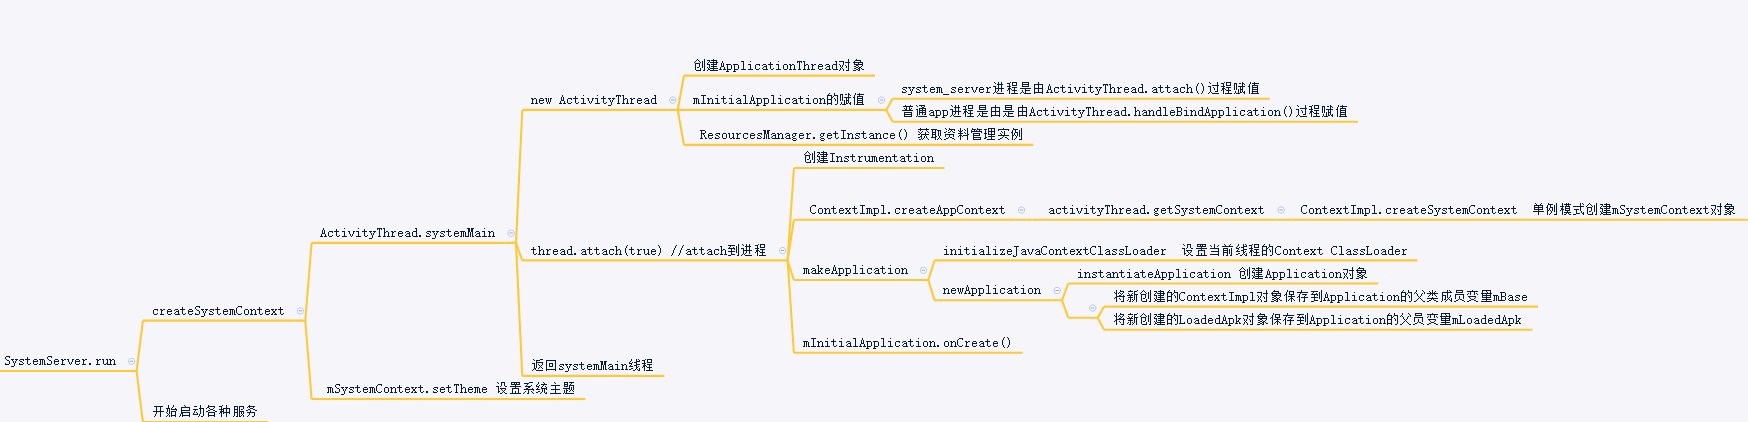 创建ApplicationThread对象
system_server进程是由ActivityThread.attach()过程赋值
new ActivityThread
mInitialApplication的赋值
普通app进程是由是由ActivityThread.handleBindApplication()过程赋值
ResourcesManager.getInstance() 获取资料管理实例
创建Instrumentation
ContextImpl.createAppContext
activityThread.getSystemContext
ContextImpl.createSystemContext 单例模式创建mSystemContext对象
ActivityThread.systemMain
thread.attach(true) //attach到进程
initializeJavaContextClassLoader 设置当前线程的Context ClassLoader
makeApplication
instantiateApplication 创建Application对象
newApplication
将新创建的ContextImpl对象保存到Application的父类成员变量mBase
createSystemContext
将新创建的LoadedApk对象保存到Application的父员变量mLoadedApk
mInitialApplication.onCreate()
SystemServer.run
返回systemMain线程
mSystemContext.setTheme 设置系统主题
开始启动各种服务